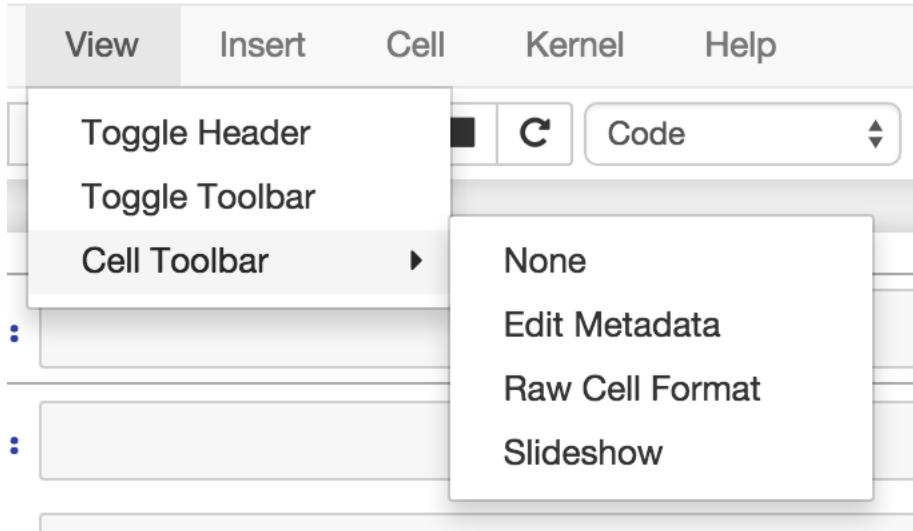 View Insert Cell Kernel Help
Toggle Header
Code
Toggle Toolbar
Cell Toolbar
None
Edit Metadata
Raw Cell Format
Slideshow
:
: